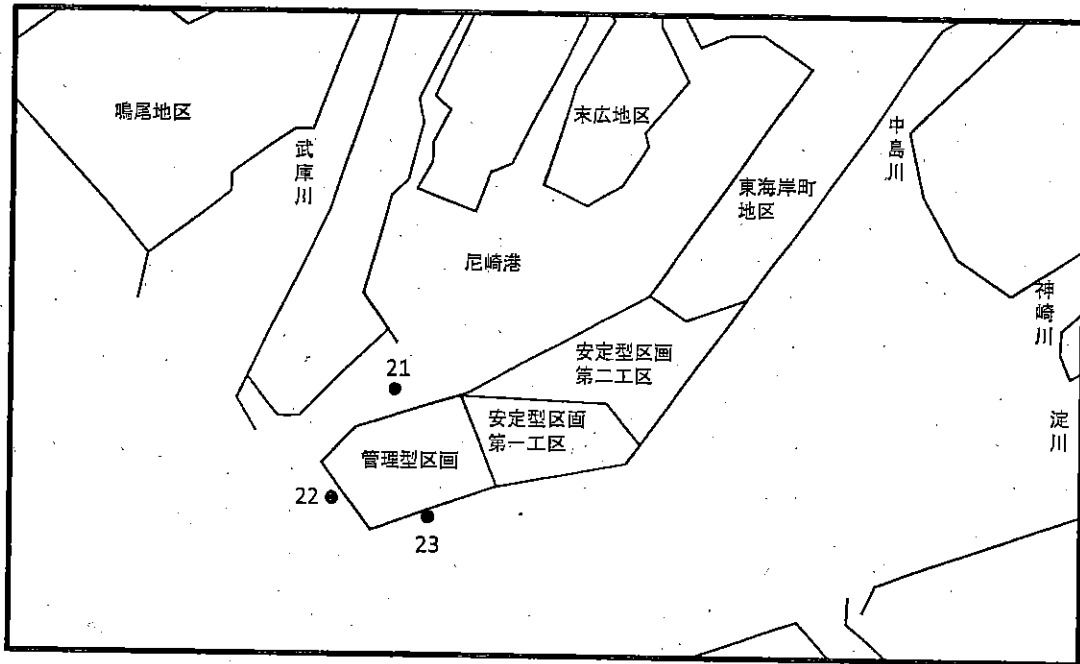 鳴尾地区
武庫川
末広地区
中島川
東海岸町
地区
尼崎港
神崎川
安定型区画
第二工区
21
安定型区画
第一工区
淀川
管理型区画
22
23